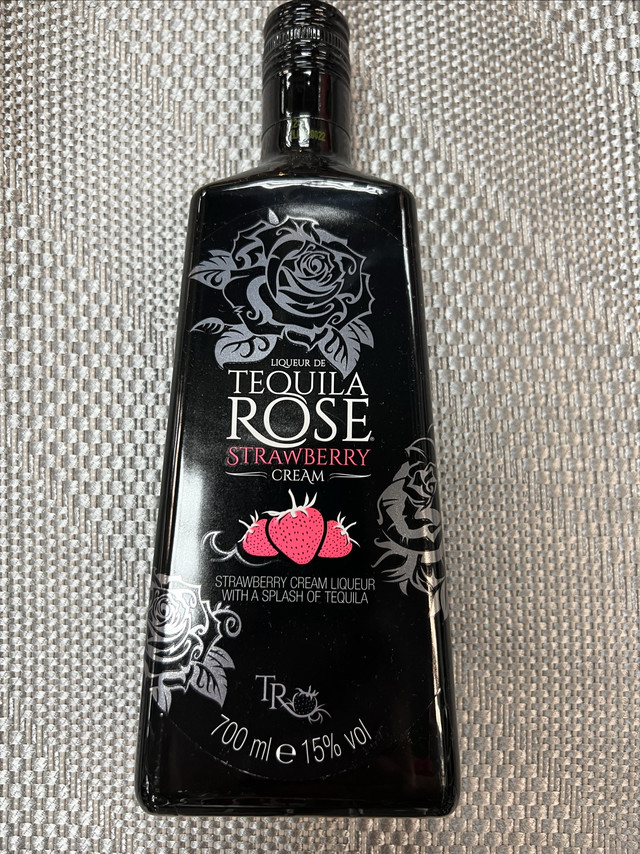 LIQUEUR DE
TEQUILA
ROSE®
STRAWBERRY
CREAM
STRAWBERRY CREAM LIQUEUR
WITH A SPLASH OF TEQUILA
TR
700 ml e 15% vol